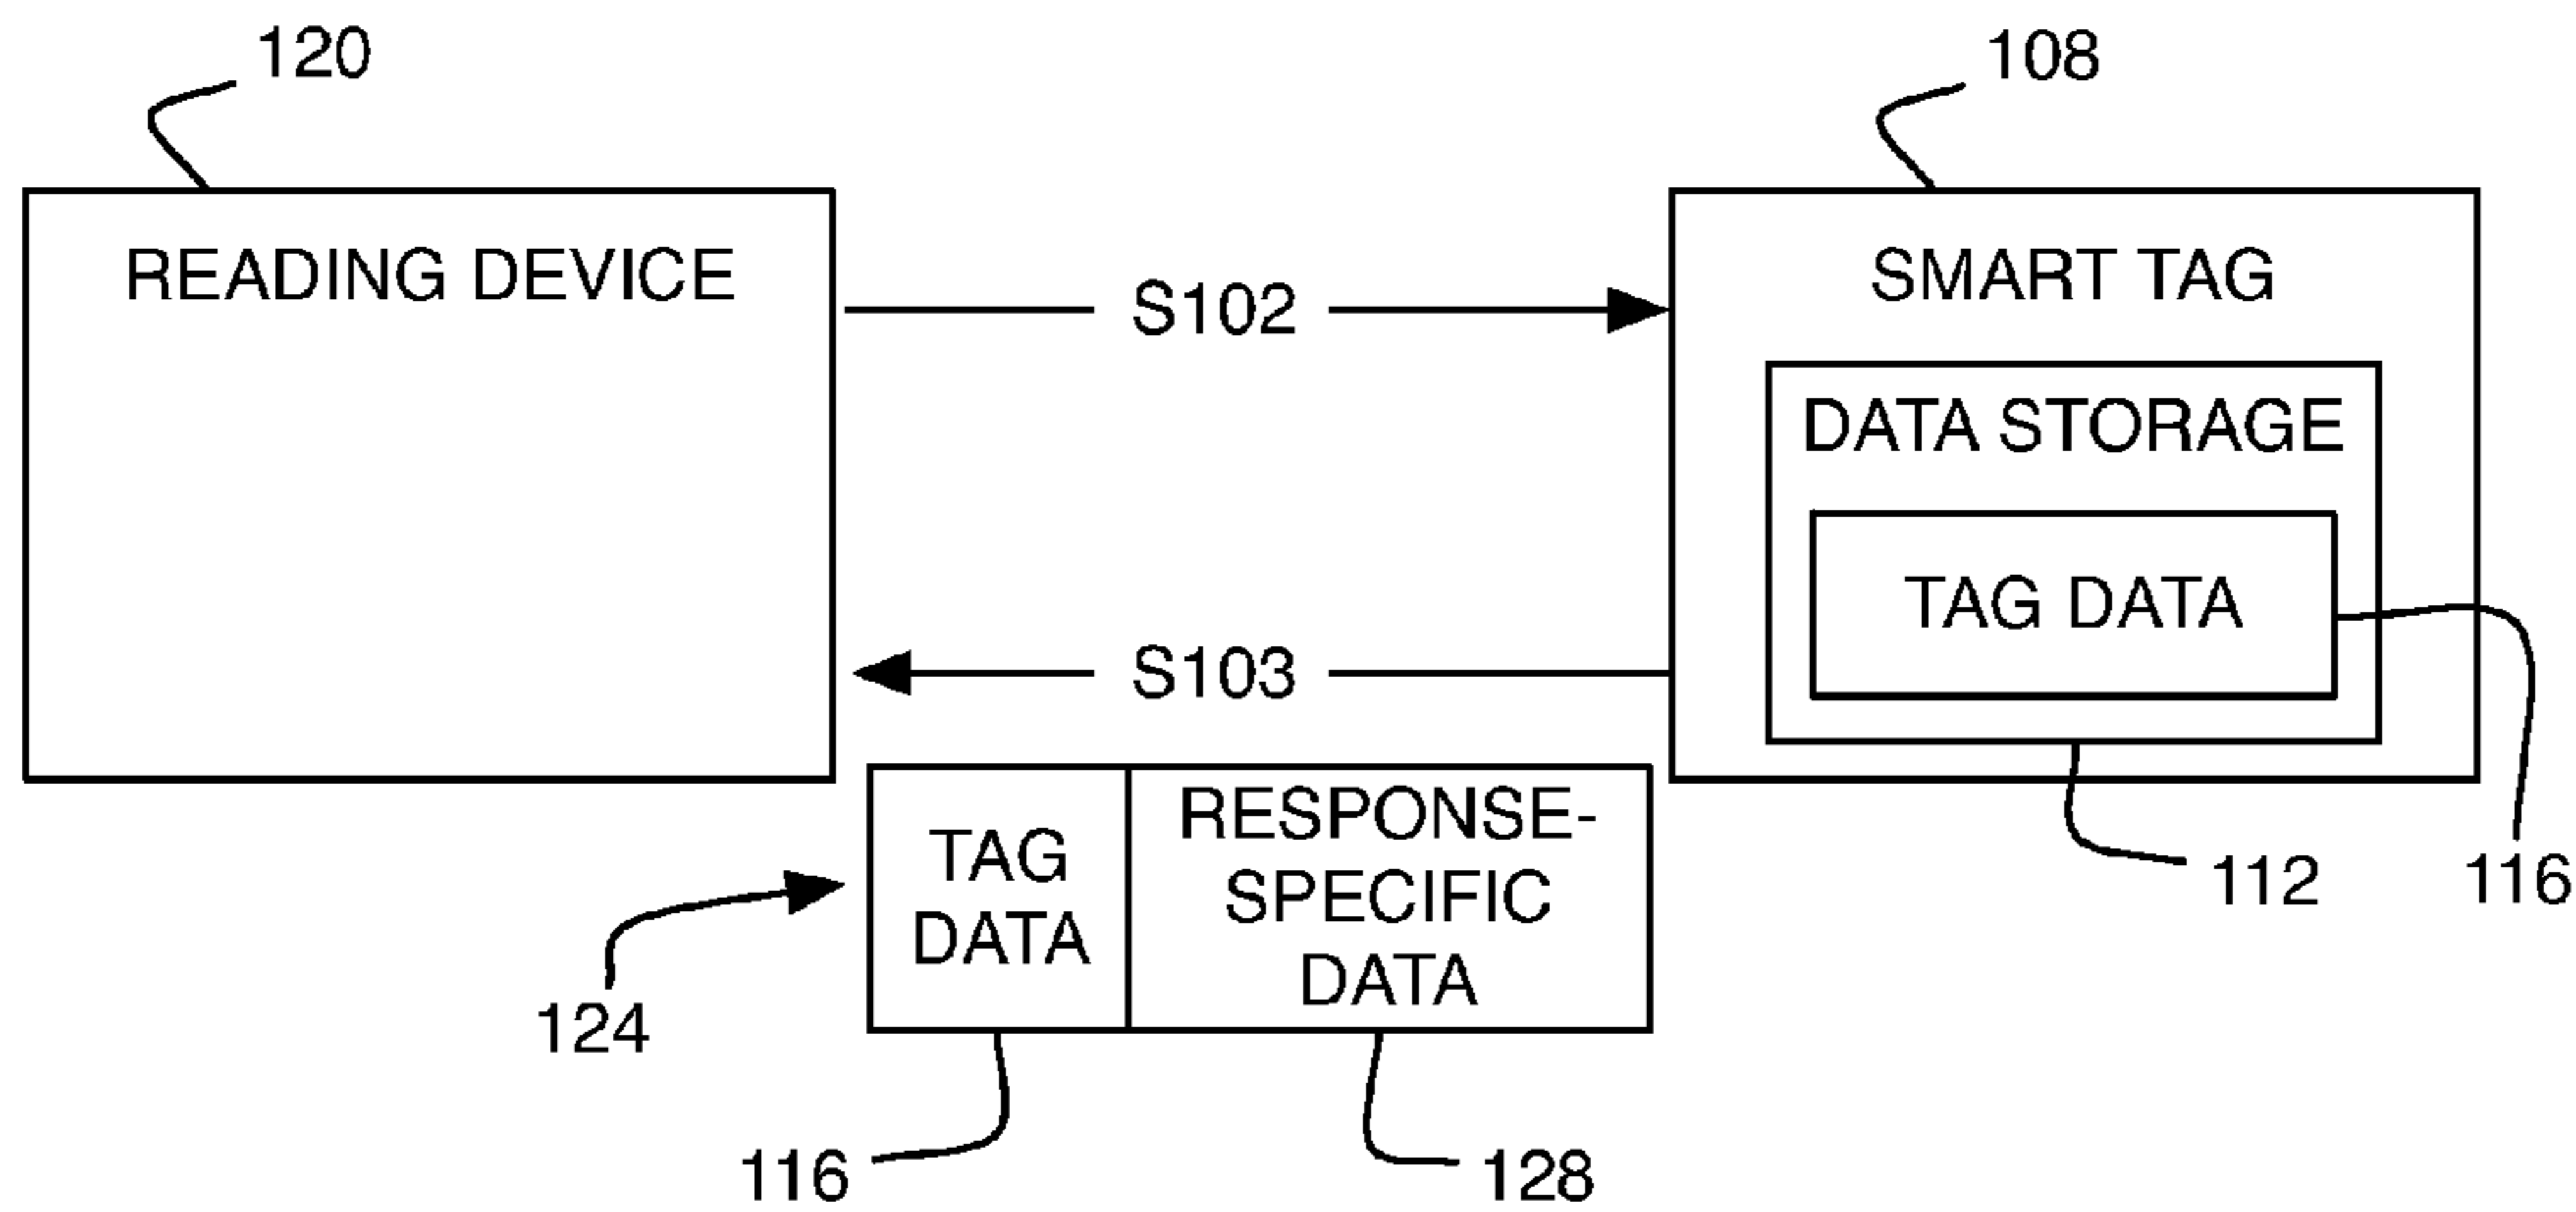 120
108
READING DEVICE
SMART TAG
S102
DATA STORAGE
TAG DATA
S103
RESPONSE-
SPECIFIC
DATA
TAG
DATA
112
116
124
116
128